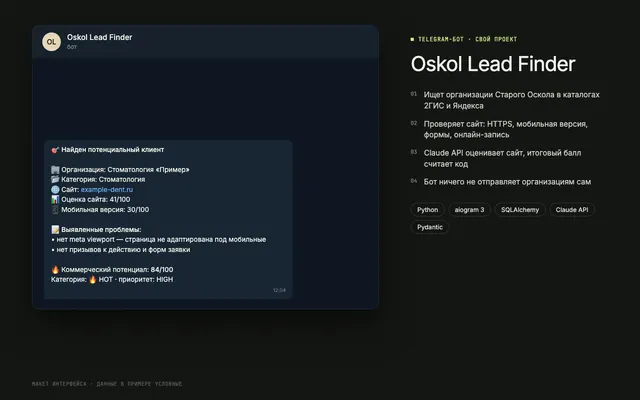 OL
Oskol Lead Finder
бот
🎯 Найден потенциальный клиент
🏢 Организация: Стоматология «Пример»
📂 Категория: Стоматология
🌐 Сайт: example-dent.ru
📊 Оценка сайта: 41/100
📱 Мобильная версия: 30/100
📝 Выявленные проблемы:
• нет meta viewport — страница не адаптирована под мобильные
• нет призывов к действию и форм заявки
🔥 Коммерческий потенциал: 84/100
Категория: 🔥 HOT · приоритет: HIGH
12:04
TELEGRAM-БОТ · СВОЙ ПРОЕКТ
Oskol Lead Finder
01 Ищет организации Старого Оскола в каталогах
2ГИС и Яндекса
02 Проверяет сайт: HTTPS, мобильная версия,
формы, онлайн-запись
03 Claude API оценивает сайт, итоговый балл
считает код
04 Бот ничего не отправляет организациям сам
Python aiogram 3 SQLAlchemy Claude API
Pydantic
МАКЕТ ИНТЕРФЕЙСА · ДАННЫЕ В ПРИМЕРЕ УСЛОВНЫЕ